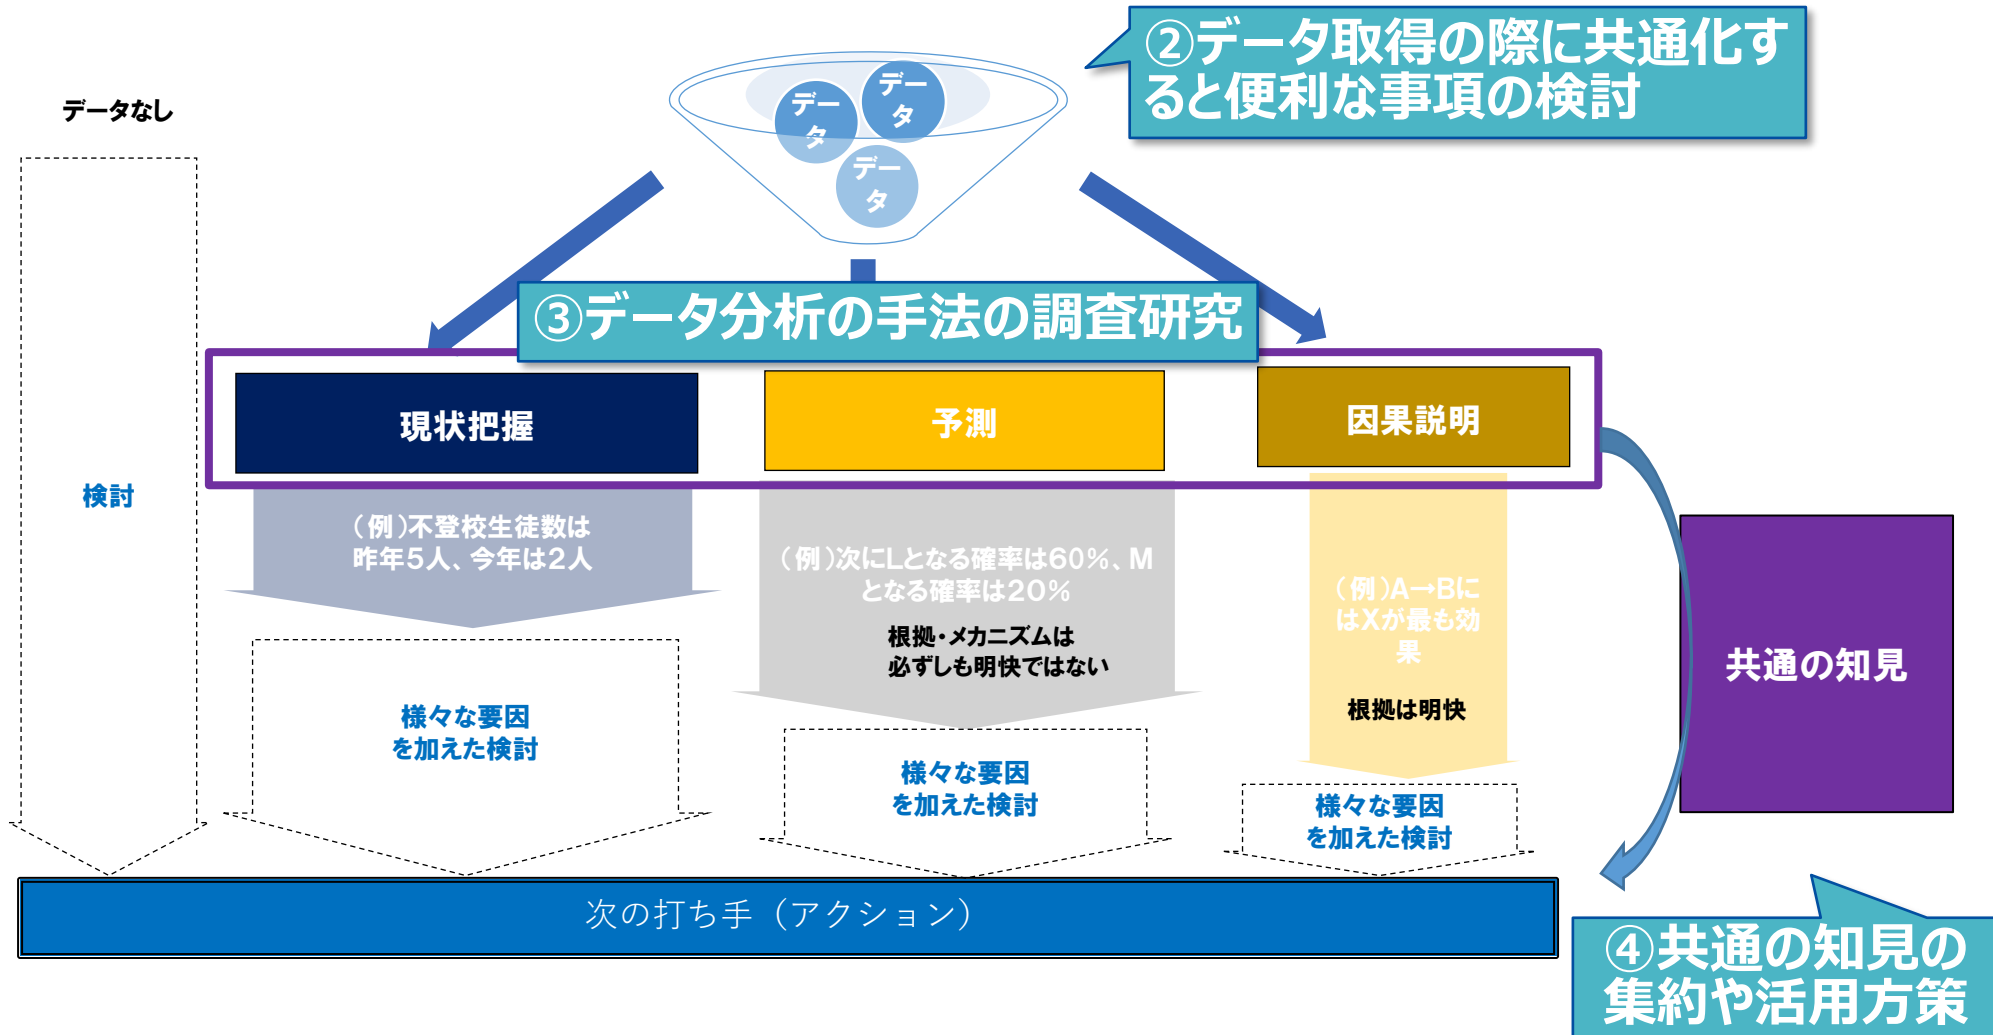 ②データ取得の際に共通化す
ると便利な事項の検討
データなし
デー
タ
デー
タ
デー
タ
③データ分析の手法の調査研究
現状把握
予測
因果説明
検討
（例）不登校生徒数は
昨年5人、今年は2人
（例）次にLとなる確率は60%、M
となる確率は20%
根拠・メカニズムは
必ずしも明快ではない
（例）A→Bに
はXが最も効
果
根拠は明快
共通の知見
様々な要因
を加えた検討
様々な要因
を加えた検討
様々な要因
を加えた検討
次の打ち手（アクション）
④共通の知見の
集約や活用方策